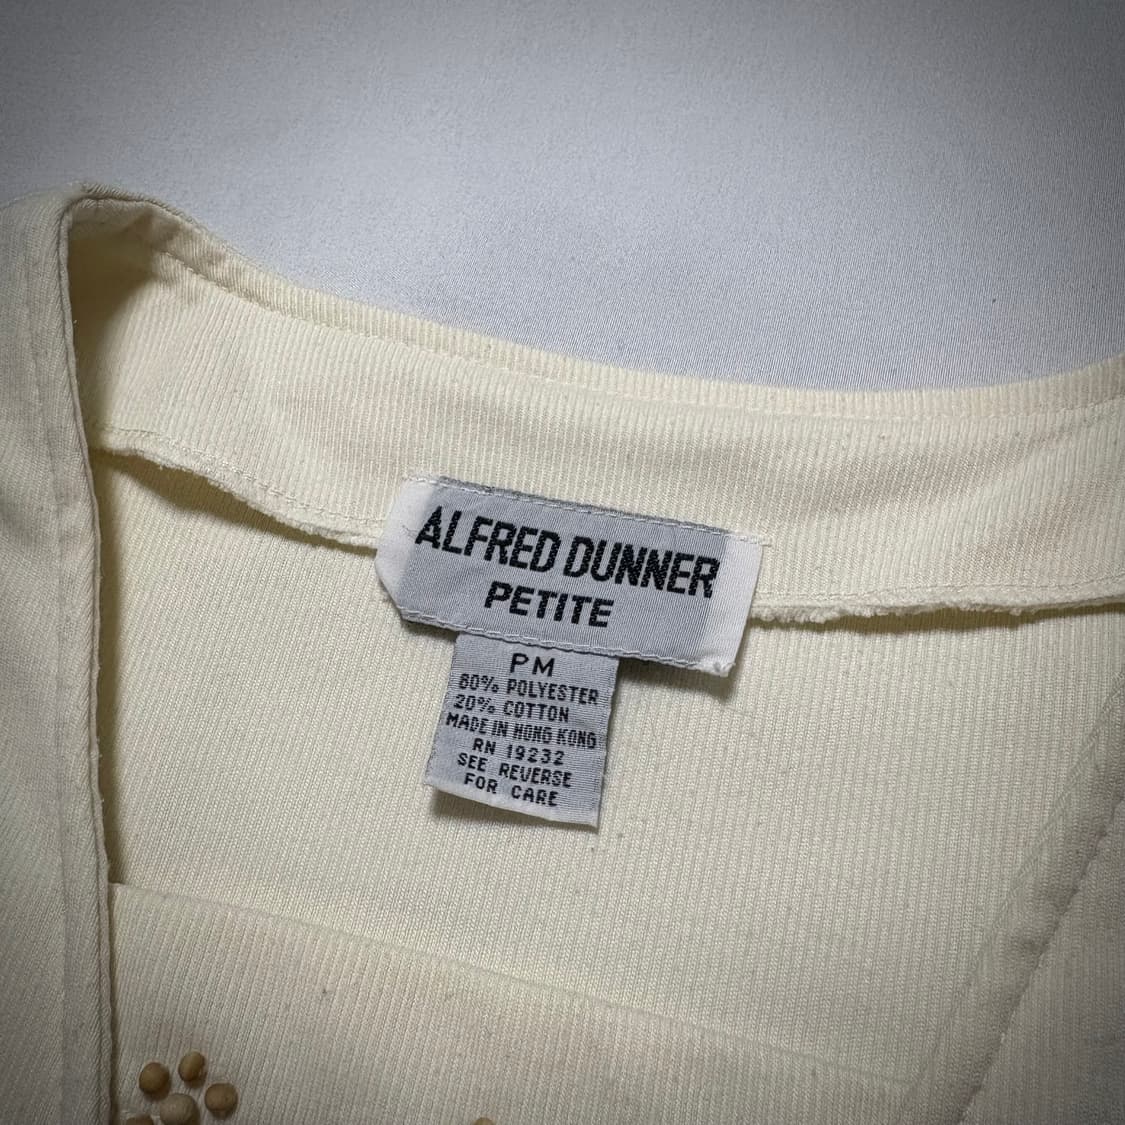 ALFRED DUNNER
PETITE
PM
80% POLYESTER
20% COTTON
MADE IN HONG KONG
RN 19232
SEE REVERSE
FOR CARE